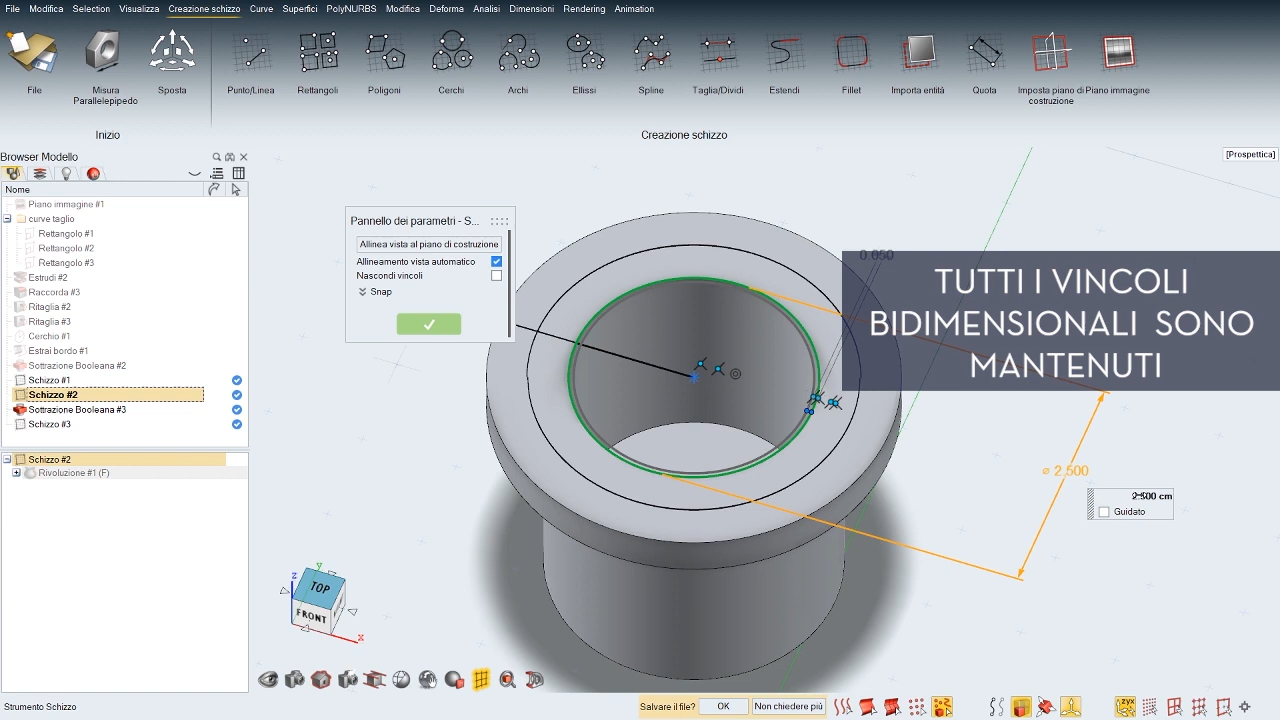 File Modifica Selection Visualizza Creazione schizzo Curve Superfici PolyNURBS Modifica Deforma Analisi Dimensioni Rendering Animation
File Misura Parallelepipedo Sposta Punto/Linea Rettangoli Poligoni Cerchi Archi Ellissi Spline Taglia/Dividi Estendi Fillet Importa entità Quota Imposta piano di costruzione Piano immagine
Inizio Creazione schizzo
Browser Modello
[Prospettica]
Nome
Piano immagine #1
curve taglio
Rettangolo #1
Rettangolo #2
Rettangolo #3
Estrudi #2
Raccorda #3
Ritaglia #2
Ritaglia #3
Cerchio #1
Estrai bordo #1
Sottrazione Booleana #2
Schizzo #1
Schizzo #2
Sottrazione Booleana #3
Schizzo #3
Schizzo #2
Rivoluzione #1 (F)
Pannello dei parametri - S...
Allinea vista al piano di costruzione
Allineamento vista automatico
Nascondi vincoli
Snap
0.050
TUTTI I VINCOLI
BIDIMENSIONALI SONO
MANTENUTI
⌀ 2.500
2.500 cm
Guidato
Z Y
TOP
FRONT
X
Strumento Schizzo
Salvare il file? OK Non chiedere più
ZYX